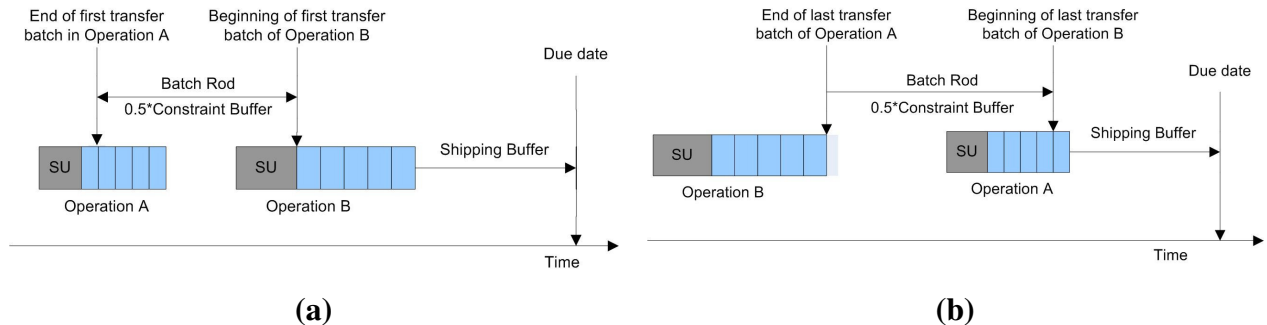 End of first transfer
batch in Operation A
Beginning of first transfer
batch of Operation B
Due date
Batch Rod
0.5*Constraint Buffer
SU
SU
Shipping Buffer
Operation A
Operation B
Time
(a)
End of last transfer
batch of Operation A
Beginning of last transfer
batch of Operation B
Due date
Batch Rod
0.5*Constraint Buffer
SU
SU
Shipping Buffer
Operation B
Operation A
Time
(b)